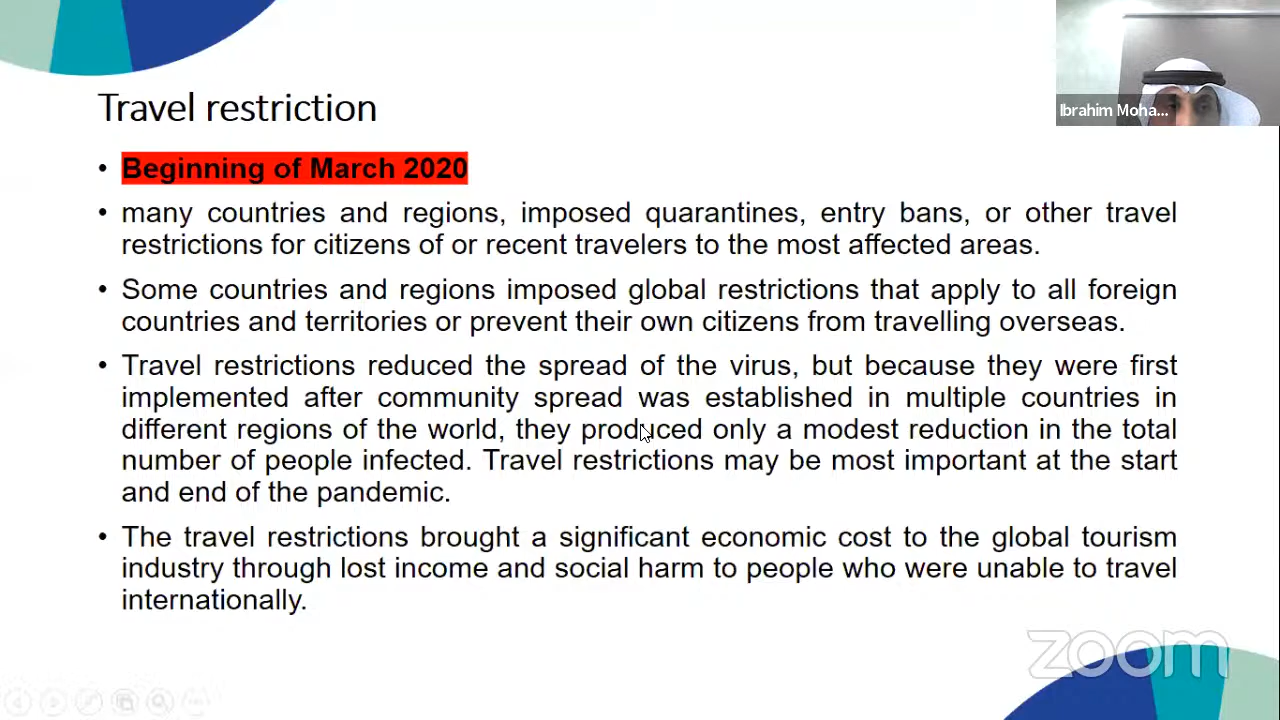 Travel restriction
Ibrahim Moha...
• Beginning of March 2020
• many countries and regions, imposed quarantines, entry bans, or other travel
restrictions for citizens of or recent travelers to the most affected areas.
• Some countries and regions imposed global restrictions that apply to all foreign
countries and territories or prevent their own citizens from travelling overseas.
• Travel restrictions reduced the spread of the virus, but because they were first
implemented after community spread was established in multiple countries in
different regions of the world, they produced only a modest reduction in the total
number of people infected. Travel restrictions may be most important at the start
and end of the pandemic.
• The travel restrictions brought a significant economic cost to the global tourism
industry through lost income and social harm to people who were unable to travel
internationally.
zoom